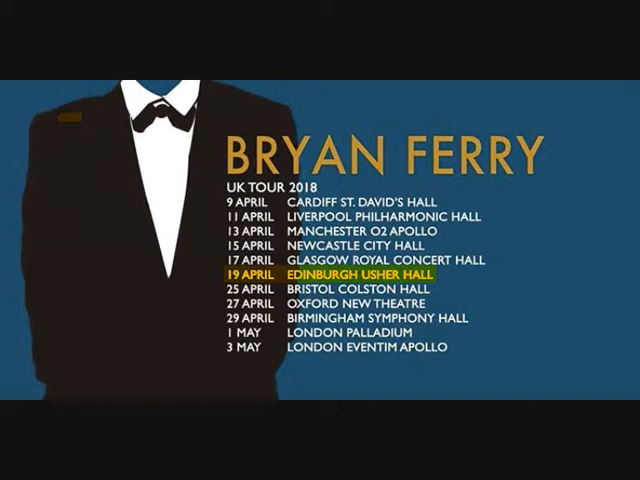 BRYAN FERRY
UK TOUR 2018
9 APRIL CARDIFF ST. DAVID'S HALL
11 APRIL LIVERPOOL PHILHARMONIC HALL
13 APRIL MANCHESTER O2 APOLLO
15 APRIL NEWCASTLE CITY HALL
17 APRIL GLASGOW ROYAL CONCERT HALL
19 APRIL EDINBURGH USHER HALL
25 APRIL BRISTOL COLSTON HALL
27 APRIL OXFORD NEW THEATRE
29 APRIL BIRMINGHAM SYMPHONY HALL
1 MAY LONDON PALLADIUM
3 MAY LONDON EVENTIM APOLLO